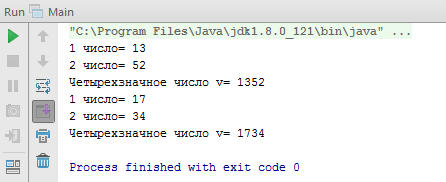 Run Main
"C:\Program Files\Java\jdk1.8.0_121\bin\java" ...
1 число= 13
2 число= 52
Четырехзначное число v= 1352
1 число= 17
2 число= 34
Четырехзначное число v= 1734
Process finished with exit code 0